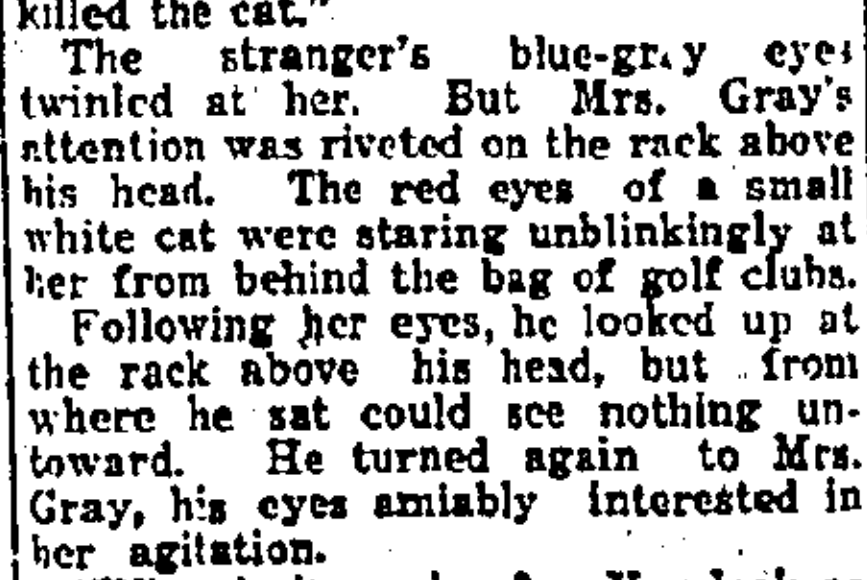 killed the cat."
The stranger's blue-gray eyes
twinled at her. But Mrs. Gray's
attention was riveted on the rack above
his head. The red eyes of a small
white cat were staring unblinkingly at
her from behind the bag of golf clubs.
Following her eyes, he looked up at
the rack above his head, but from
where he sat could see nothing un-
toward. He turned again to Mrs.
Gray, his eyes amiably interested in
her agitation.